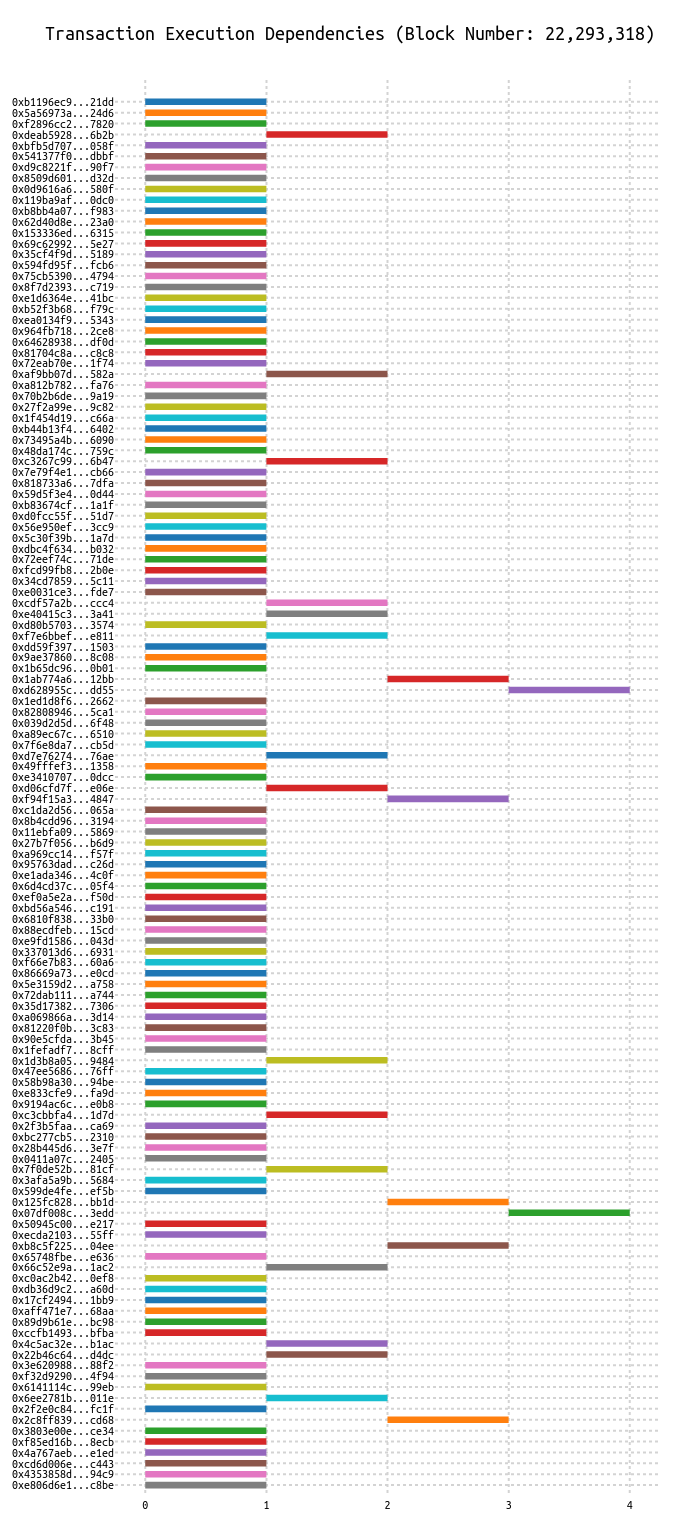 Transaction Execution Dependencies (Block Number: 22,293,318)
0xb1196ec9...21dd
0x5a56973a...24d6
0xf2896cc2...7820
0xdeab5928...6b2b
0xbfb5d707...058f
0x541377f0...dbbf
0xd9c8221f...90f7
0x8509d601...d32d
0x0d9616a6...580f
0x119ba9af...0dc0
0xb8bb4a07...f983
0x62d40d8e...23a0
0x153336ed...6315
0x69c62992...5e27
0x35cf4f9d...5189
0x594fd95f...fcb6
0x75cb5390...4794
0x8f7d2393...c719
0xe1d6364e...41bc
0xb52f3b68...f79c
0xea0134f9...5343
0x964fb718...2ce8
0x64628938...df0d
0x81704c8a...c8c8
0x72eab70e...1f74
0xaf9bb07d...582a
0xa812b782...fa76
0x70b2b6de...9a19
0x27f2a99e...9c82
0x1f454d19...c66a
0xb44b13f4...6402
0x73495a4b...6090
0x48da174c...759c
0xc3267c99...6b47
0x7e79f4e1...cb66
0x818733a6...7dfa
0x59d5f3e4...0d44
0xb83674cf...1a1f
0xd0fcc55f...51d7
0x56e950ef...3cc9
0x5c30f39b...1a7d
0xdbc4f634...b032
0x72eef74c...71de
0xfcd99fb8...2b0e
0x34cd7859...5c11
0xe0031ce3...fde7
0xcdf57a2b...ccc4
0xe40415c3...3a41
0xd80b5703...3574
0xf7e6bbef...e811
0xdd59f397...1503
0x9ae37860...8c08
0x1b65dc96...0b01
0x1ab774a6...12bb
0xd628955c...dd55
0x1ed1d8f6...2662
0x82808946...5ca1
0x039d2d5d...6f48
0xa89ec67c...6510
0x7f6e8da7...cb5d
0xd7e76274...76ae
0x49fffef3...1358
0xe3410707...0dcc
0xd06cfd7f...e06e
0xf94f15a3...4847
0xc1da2d56...065a
0x8b4cdd96...3194
0x11ebfa09...5869
0x27b7f056...b6d9
0xa969cc14...f57f
0x95763dad...c26d
0xe1ada346...4c0f
0x6d4cd37c...05f4
0xef0a5e2a...f50d
0xbd56a546...c191
0x6810f838...33b0
0x88ecdfeb...15cd
0xe9fd1586...043d
0x337013d6...6931
0xf66e7b83...60a6
0x86669a73...e0cd
0x5e3159d2...a758
0x72dab111...a744
0x35d17382...7306
0xa069866a...3d14
0x81220f0b...3c83
0x90e5cfda...3b45
0x1fefadf7...8cff
0x1d3b8a05...9484
0x47ee5686...76ff
0x58b98a30...94be
0xe833cfe9...fa9d
0x9194ac6c...e0b8
0xc3cbbfa4...1d7d
0x2f3b5faa...ca69
0xbc277cb5...2310
0x28b445d6...3e7f
0x0411a07c...2405
0x7f0de52b...81cf
0x3afa5a9b...5684
0x599de4fe...ef5b
0x125fc828...bb1d
0x07df008c...3edd
0x50945c00...e217
0xecda2103...55ff
0xb8c5f225...04ee
0x65748fbe...e636
0x66c52e9a...1ac2
0xc0ac2b42...0ef8
0xdb36d9c2...a60d
0x17cf2494...1bb9
0xaff471e7...68aa
0x89d9b61e...bc98
0xccfb1493...bfba
0x4c5ac32e...b1ac
0x22b46c64...d4dc
0x3e620988...88f2
0xf32d9290...4f94
0x6141114c...99eb
0x6ee2781b...011e
0x2f2e0c84...fc1f
0x2c8ff839...cd68
0x3803e00e...ce34
0xf85ed16b...8ecb
0x4a767aeb...e1ed
0xcd6d006e...c443
0x4353858d...94c9
0xe806d6e1...c8be
0 1 2 3 4